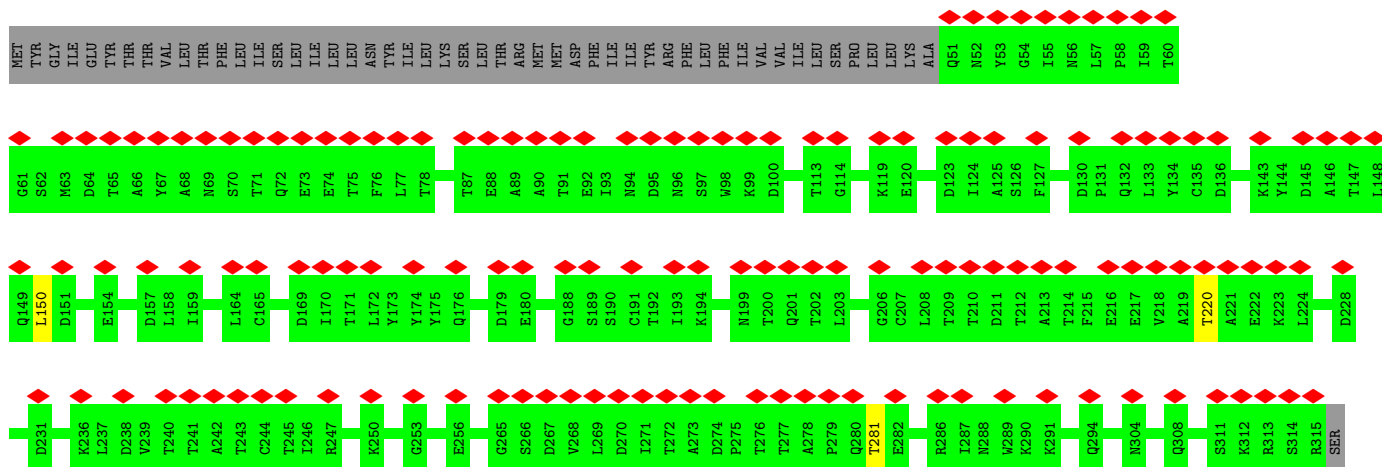 MET TYR GLY ILE GLU TYR THR THR VAL LEU THR PHE LEU ILE SER LEU ILE LEU LEU ASN TYR ILE LEU LYS SER LEU THR ARG MET MET ASP PHE ILE ILE TYR ARG PHE LEU PHE ILE VAL VAL ILE LEU SER PRO LEU LEU LYS ALA Q51 N52 Y53 G54 I55 N56 L57 P58 I59 T60
G61 S62 M63 D64 T65 A66 Y67 A68 N69 S70 T71 Q72 E73 E74 T75 F76 L77 T78 T87 E88 A89 A90 T91 E92 I93 N94 D95 N96 S97 W98 K99 D100 T113 G114 K119 E120 D123 I124 A125 S126 F127 D130 P131 Q132 L133 Y134 C135 D136 K143 Y144 D145 A146 T147 L148
Q149 L150 D151 E154 D157 L158 I159 L164 C165 D169 I170 T171 L172 Y173 Y174 Y175 Q176 D179 E180 G188 S189 S190 C191 T192 I193 K194 N199 T200 Q201 T202 L203 G206 C207 L208 T209 T210 D211 T212 A213 T214 F215 E216 E217 V218 A219 T220 A221 E222 K223 L224 D228
D231 K236 L237 D238 V239 T240 T241 A242 T243 C244 T245 I246 R247 K250 G253 E256 G265 S266 D267 V268 L269 D270 I271 T272 A273 D274 P275 T276 T277 A278 P279 Q280 T281 E282 R286 I287 N288 W289 K290 K291 Q294 N304 Q308 S311 K312 R313 S314 R315 SER